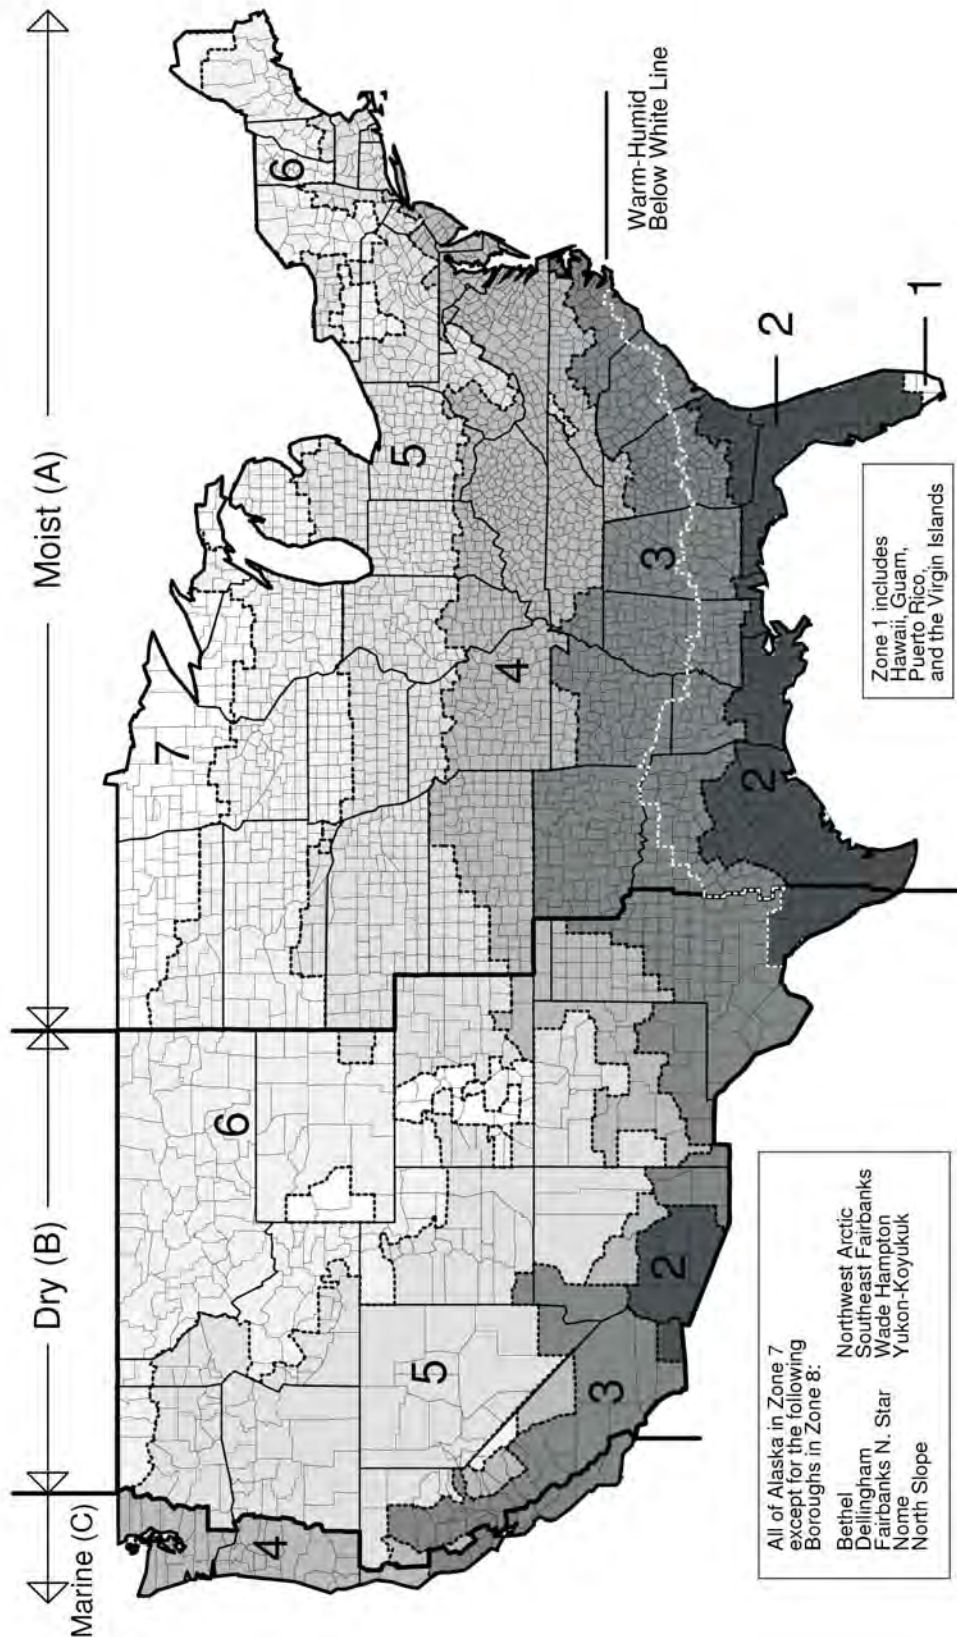 Marine (C)
Dry (B)
Moist (A)
4
5
6
7
6
5
4
3
3
2
2
2
1
Warm-Humid
Below White Line
All of Alaska in Zone 7
except for the following
Boroughs in Zone 8:
Bethel
Dellingham
Fairbanks N. Star
Nome
North Slope
Northwest Arctic
Southeast Fairbanks
Wade Hampton
Yukon-Koyukuk
Zone 1 includes
Hawaii, Guam,
Puerto Rico,
and the Virgin Islands